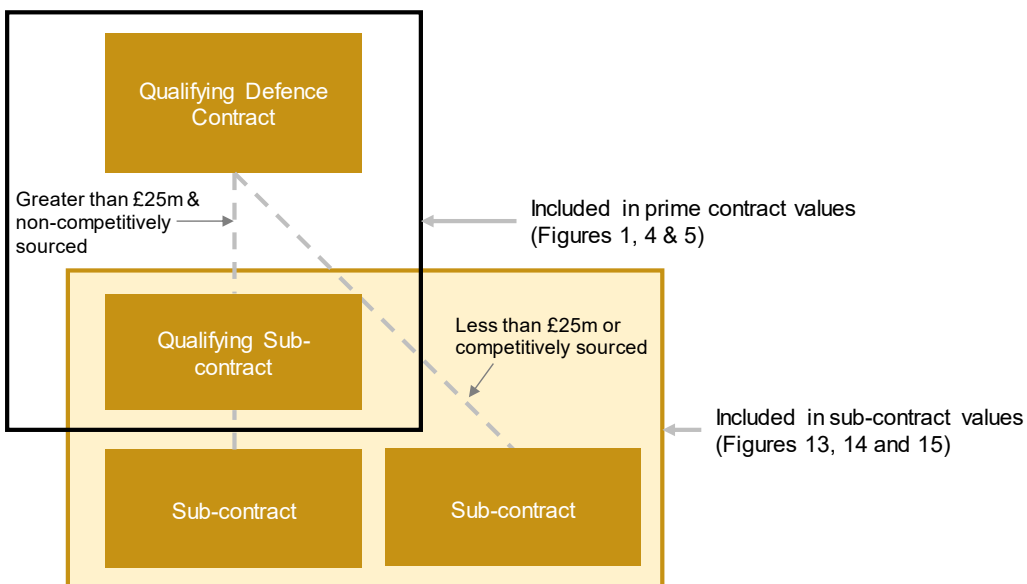 Qualifying Defence
Contract
Greater than £25m &
non-competitively
sourced
Included in prime contract values
(Figures 1, 4 & 5)
Qualifying Sub-
contract
Less than £25m or
competitively sourced
Included in sub-contract values
(Figures 13, 14 and 15)
Sub-contract
Sub-contract